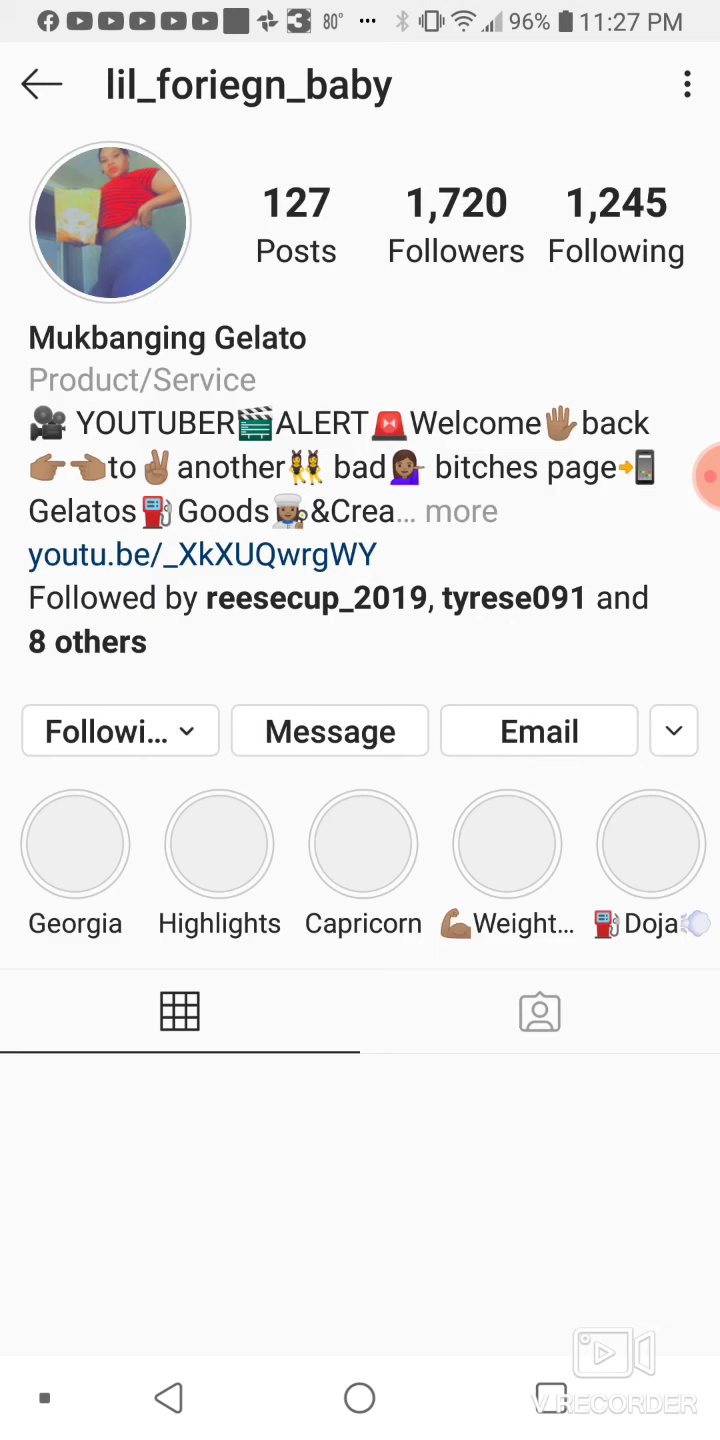 3 80° ... 96% 11:27 PM
lil_foriegn_baby
127 1,720 1,245
Posts Followers Following
Mukbanging Gelato
Product/Service
🎥 YOUTUBER🎬ALERT🚨Welcome🖐🏽back
👉🏽👈🏽to✌🏽another👯 bad💁🏽‍♀️ bitches page➡📱
Gelatos⛽Goods👩🏽‍🍳&Crea... more
youtu.be/_XkXUQwrgWY
Followed by reesecup_2019, tyrese091 and
8 others
Followi... Message Email
Georgia Highlights Capricorn 💪🏽Weight... ⛽Doja💨
V RECORDER